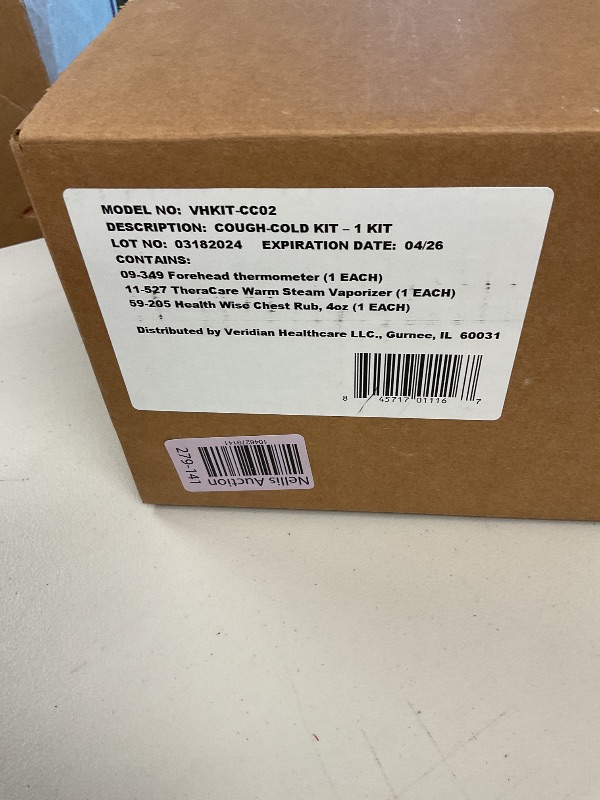 MODEL NO: VHKIT-CC02
DESCRIPTION: COUGH-COLD KIT – 1 KIT
LOT NO: 03182024 EXPIRATION DATE: 04/26
CONTAINS:
09-349 Forehead thermometer (1 EACH)
11-527 TheraCare Warm Steam Vaporizer (1 EACH)
59-205 Health Wise Chest Rub, 4oz (1 EACH)
Distributed by Veridian Healthcare LLC., Gurnee, IL 60031
8 45717 01116 7
Nellis Auction
1046279141
279-141